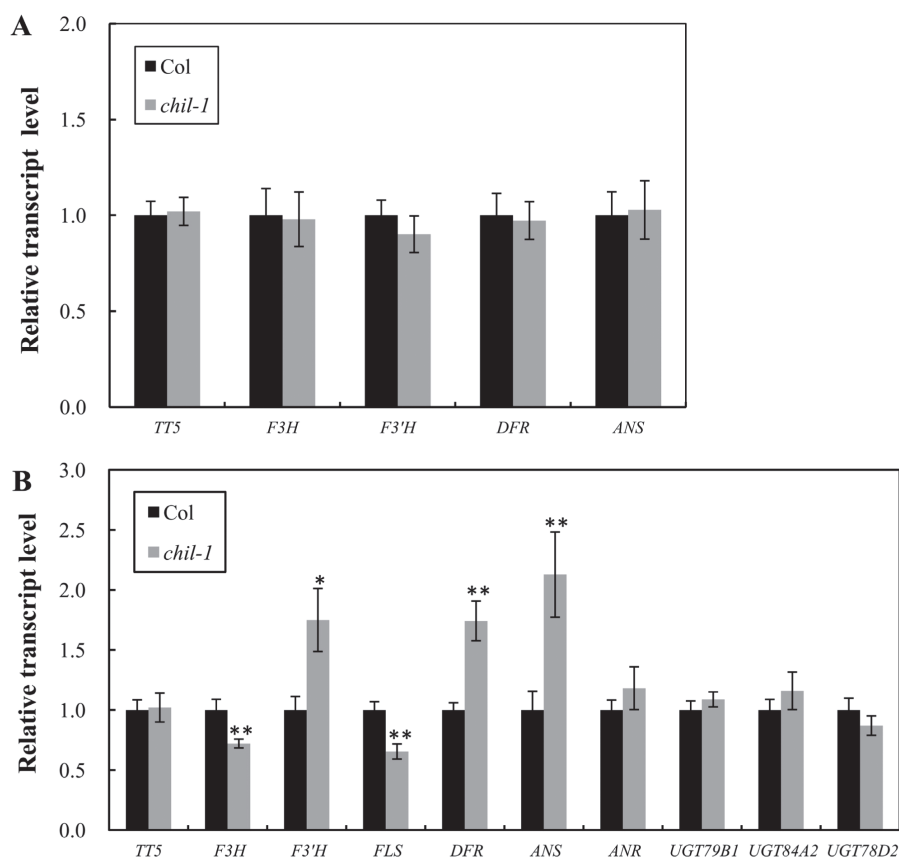 A
Relative transcript level
2.0
1.5
1.0
0.5
0.0
Col
chil-1
TT5 F3H F3'H DFR ANS
B
Relative transcript level
3.0
2.5
2.0
1.5
1.0
0.5
0.0
Col
chil-1
** * ** ** **
TT5 F3H F3'H FLS DFR ANS ANR UGT79B1 UGT84A2 UGT78D2